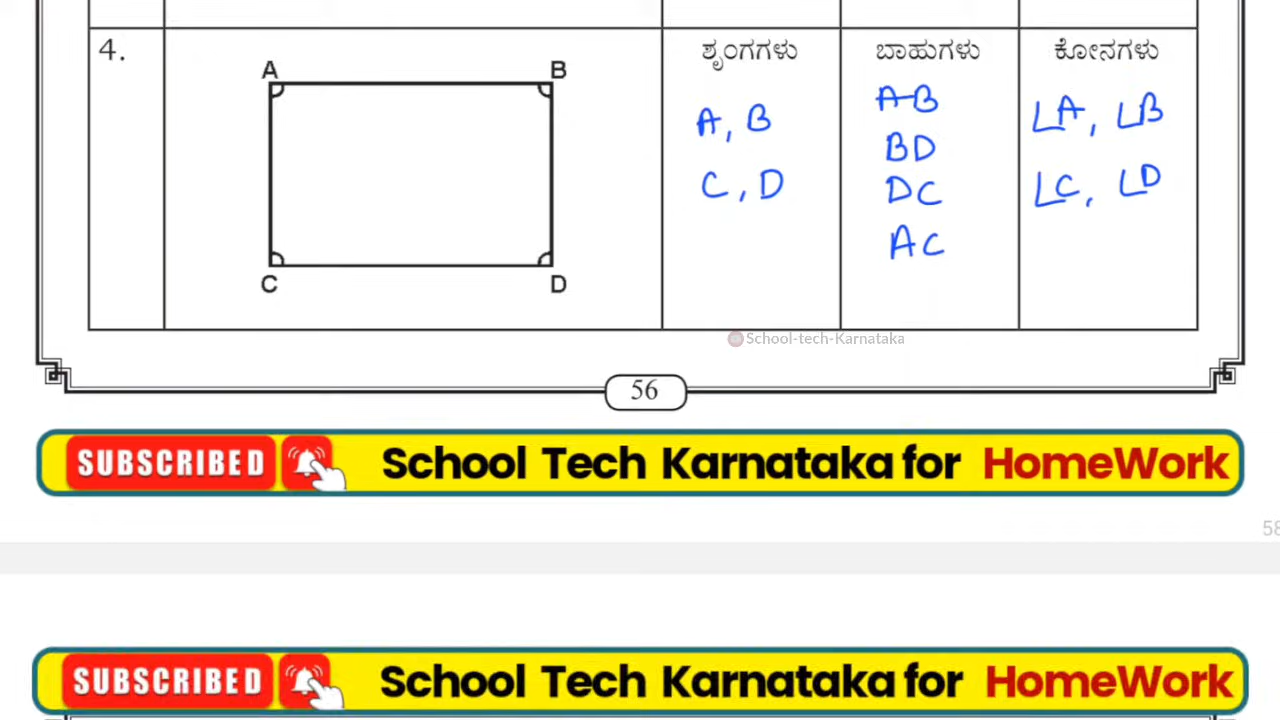 4.
ಶೃಂಗಗಳು
ಬಾಹುಗಳು
ಕೋನಗಳು
A B
C D
A, B
C, D
AB
BD
DC
AC
∠A, ∠B
∠C, ∠D
School-tech-Karnataka
56
SUBSCRIBED School Tech Karnataka for HomeWork
58
SUBSCRIBED School Tech Karnataka for HomeWork